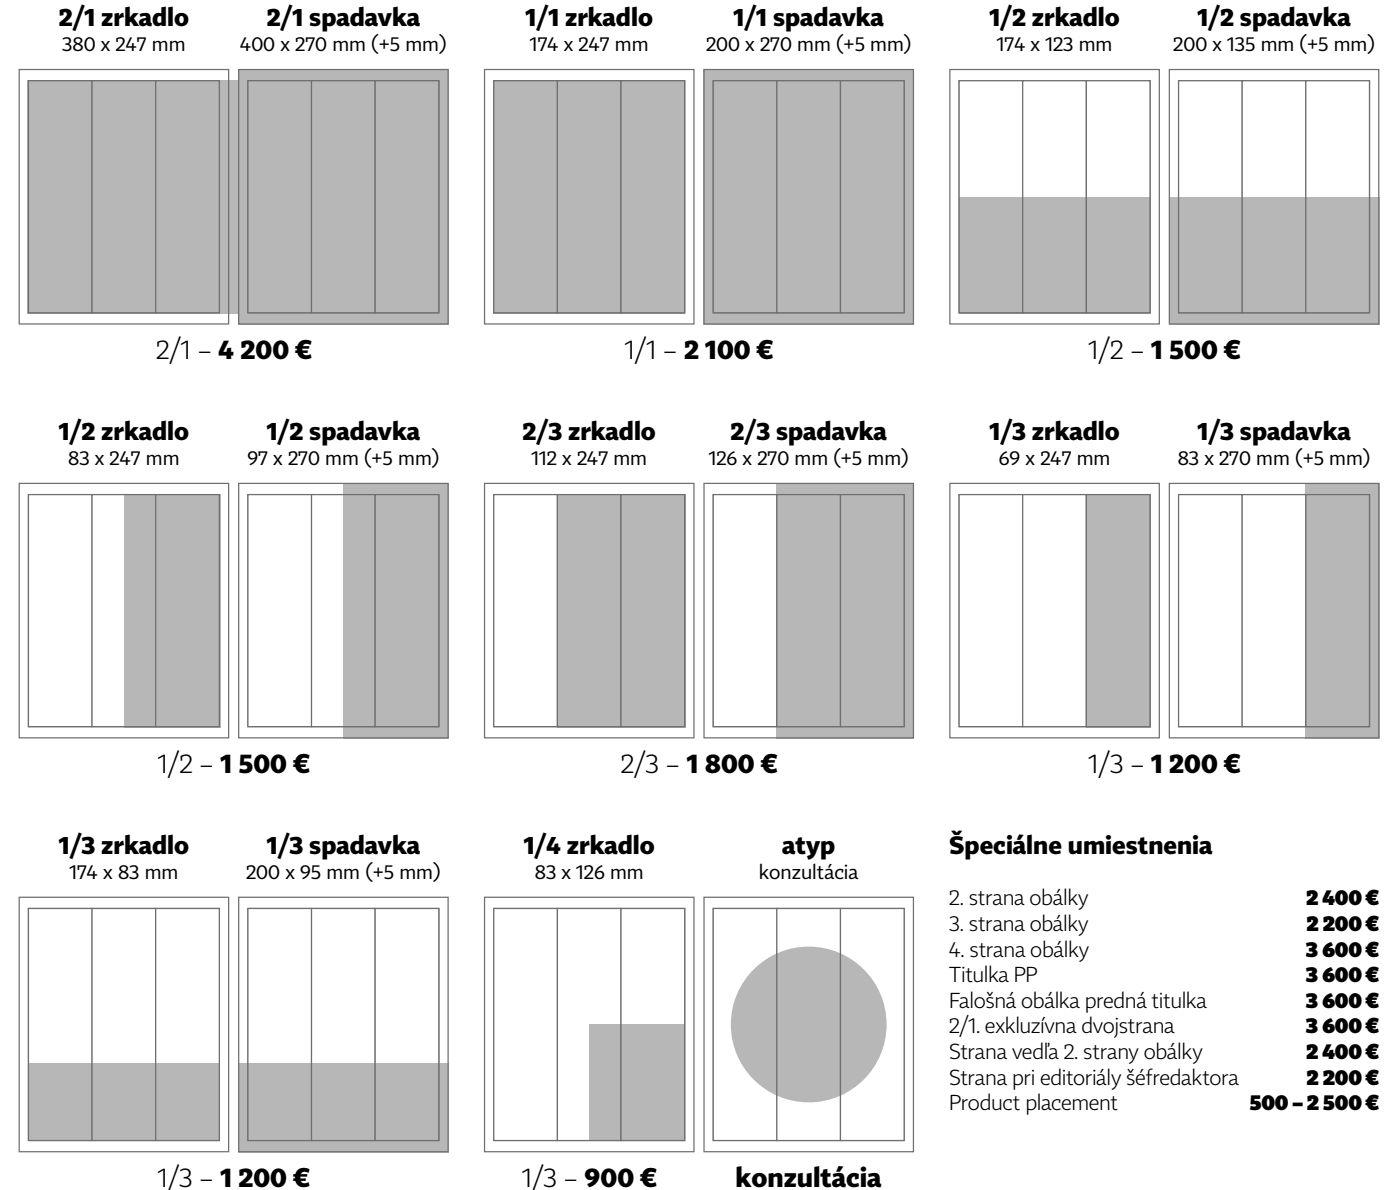 2/1 zrkadlo
380 x 247 mm
2/1 spadavka
400 x 270 mm (+5 mm)
2/1 – 4 200 €
1/1 zrkadlo
174 x 247 mm
1/1 spadavka
200 x 270 mm (+5 mm)
1/1 – 2 100 €
1/2 zrkadlo
174 x 123 mm
1/2 spadavka
200 x 135 mm (+5 mm)
1/2 – 1 500 €
1/2 zrkadlo
83 x 247 mm
1/2 spadavka
97 x 270 mm (+5 mm)
1/2 – 1 500 €
2/3 zrkadlo
112 x 247 mm
2/3 spadavka
126 x 270 mm (+5 mm)
2/3 – 1 800 €
1/3 zrkadlo
69 x 247 mm
1/3 spadavka
83 x 270 mm (+5 mm)
1/3 – 1 200 €
1/3 zrkadlo
174 x 83 mm
1/3 spadavka
200 x 95 mm (+5 mm)
1/3 – 1 200 €
1/4 zrkadlo
83 x 126 mm
1/3 – 900 €
atyp
konzultácia
konzultácia
Špeciálne umiestnenia
2. strana obálky 2 400 €
3. strana obálky 2 200 €
4. strana obálky 3 600 €
Titulka PP 3 600 €
Falošná obálka predná titulka 3 600 €
2/1. exkluzívna dvojstrana 3 600 €
Strana vedľa 2. strany obálky 2 400 €
Strana pri editoriály šéfredaktora 2 200 €
Product placement 500 – 2 500 €